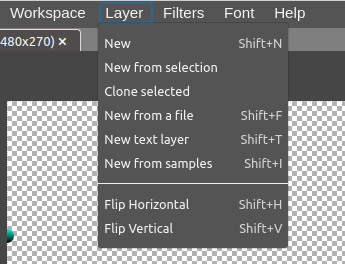 Workspace Layer Filters Font Help
480x270) ×
New Shift+N
New from selection
Clone selected
New from a file Shift+F
New text layer Shift+T
New from samples Shift+I
Flip Horizontal Shift+H
Flip Vertical Shift+V